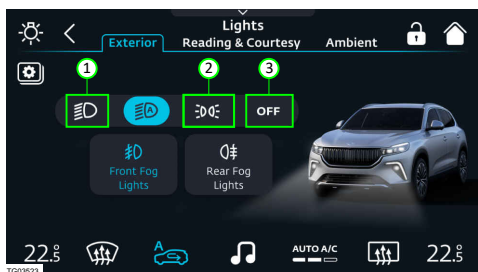 Lights
Exterior
Reading & Courtesy
Ambient
1
2
3
A
OFF
Front Fog
Lights
Rear Fog
Lights
22.5°
A
AUTO A/C
22.5°
TG03523